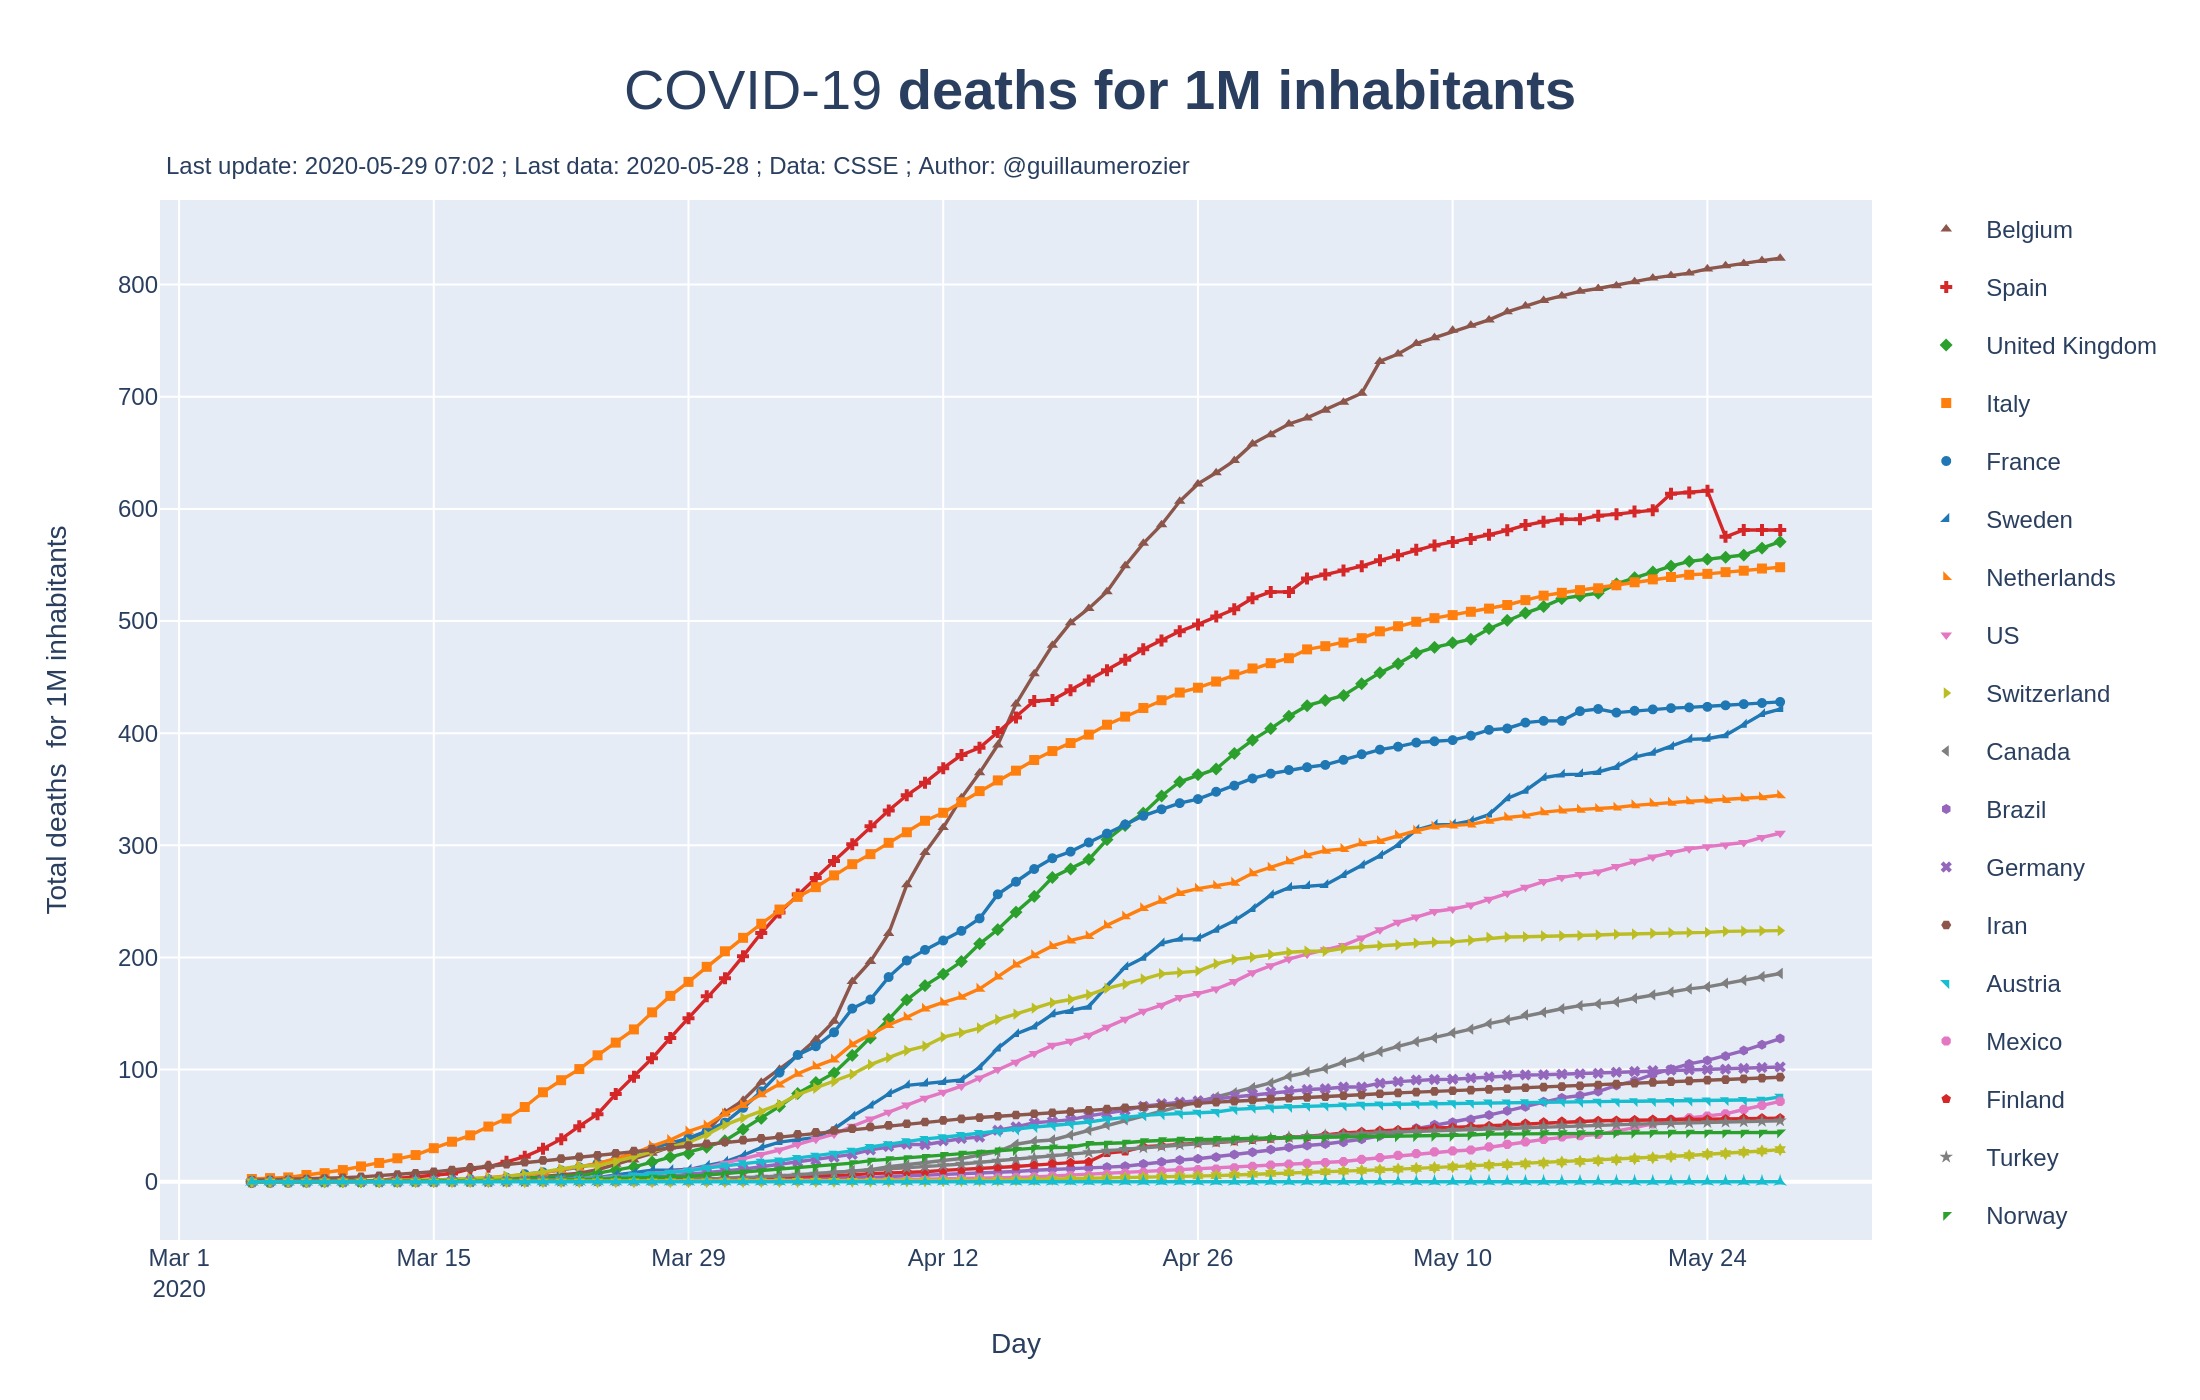 COVID-19 deaths for 1M inhabitants
Last update: 2020-05-29 07:02 ; Last data: 2020-05-28 ; Data: CSSE ; Author: @guillaumerozier
Total deaths  for 1M inhabitants
800
700
600
500
400
300
200
100
0
Mar 1
2020
Mar 15
Mar 29
Apr 12
Apr 26
May 10
May 24
Day
Belgium
Spain
United Kingdom
Italy
France
Sweden
Netherlands
US
Switzerland
Canada
Brazil
Germany
Iran
Austria
Mexico
Finland
Turkey
Norway